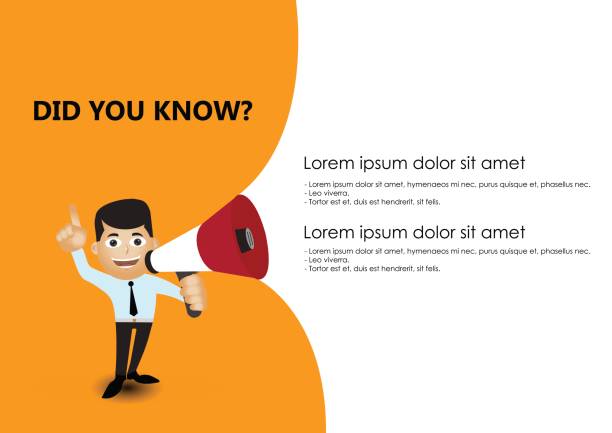 DID YOU KNOW?
Lorem ipsum dolor sit amet
- Lorem ipsum dolor sit amet, hymenaeos mi nec, purus quisque et, phasellus nec.
- Leo viverra.
- Tortor est et, duis est hendrerit, sit felis.
Lorem ipsum dolor sit amet
- Lorem ipsum dolor sit amet, hymenaeos mi nec, purus quisque et, phasellus nec.
- Leo viverra.
- Tortor est et, duis est hendrerit, sit felis.